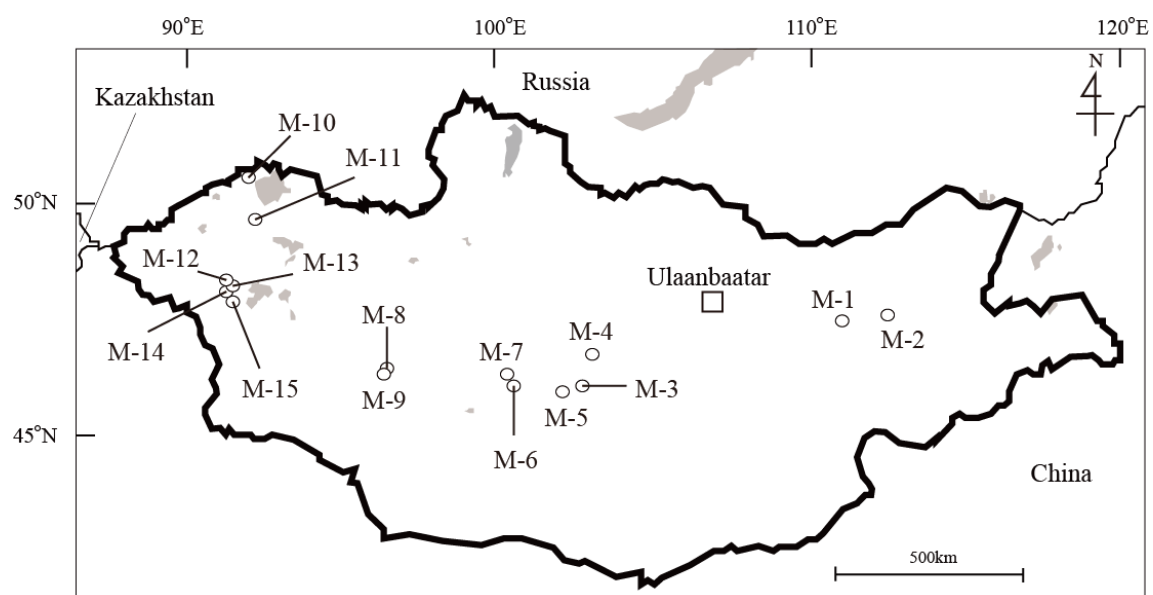 90°E
100°E
110°E
120°E
N
Russia
Kazakhstan
M-10
M-11
50°N
M-12
M-13
Ulaanbaatar
M-1
M-8
M-2
M-7
M-4
M-14
M-15
M-9
M-3
M-5
45°N
M-6
China
500km